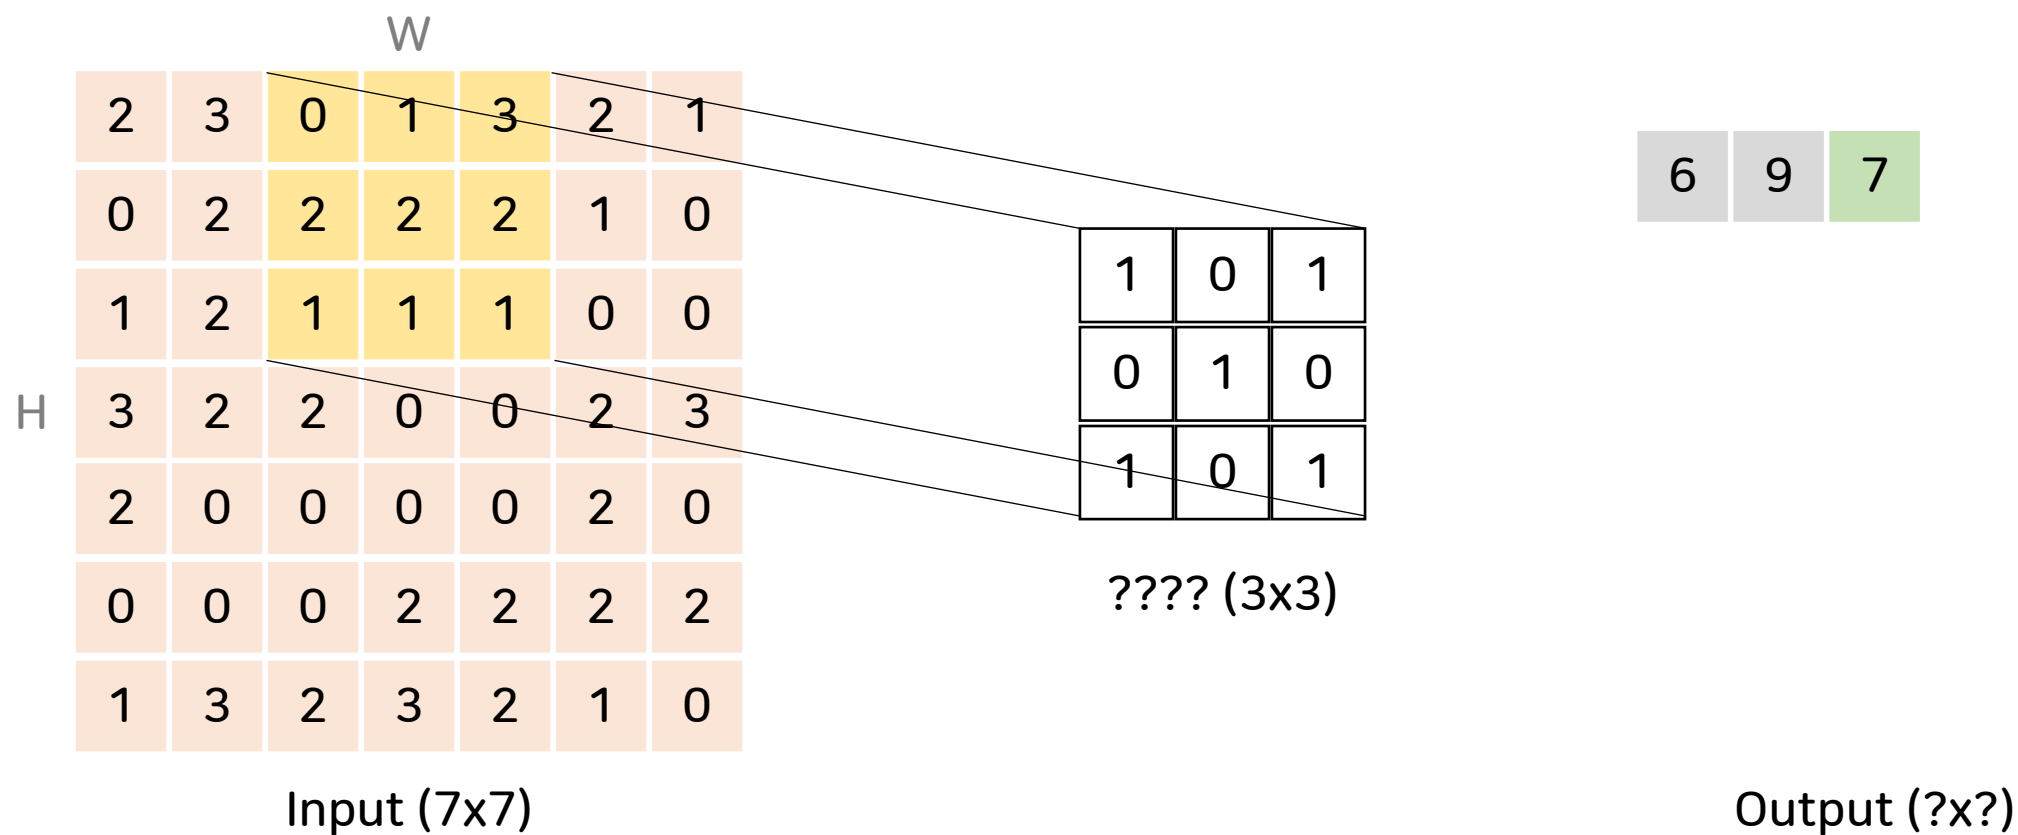 W
2 3 0 1 3 2 1
0 2 2 2 2 1 0
1 2 1 1 1 0 0
H
3 2 2 0 0 2 3
2 0 0 0 0 2 0
0 0 0 2 2 2 2
1 3 2 3 2 1 0
Input (7x7)
1 0 1
0 1 0
1 0 1
???? (3x3)
6 9 7
Output (?x?)